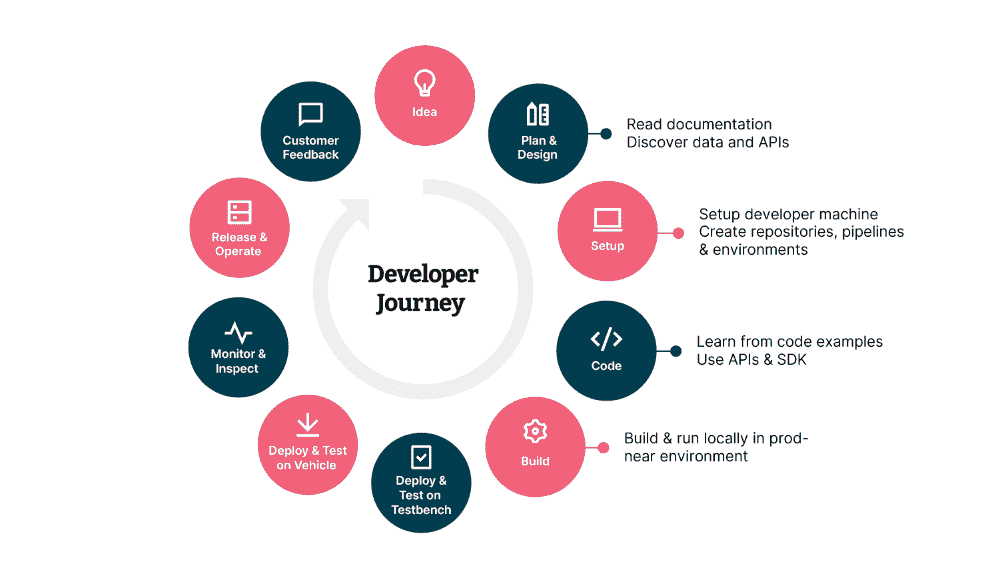 Idea
Plan &
Design
Read documentation
Discover data and APIs
Setup
Setup developer machine
Create repositories, pipelines
& environments
Code
Learn from code examples
Use APIs & SDK
Build
Build & run locally in prod-
near environment
Deploy &
Test on
Testbench
Deploy & Test
on Vehicle
Monitor &
Inspect
Release &
Operate
Customer
Feedback
Developer
Journey